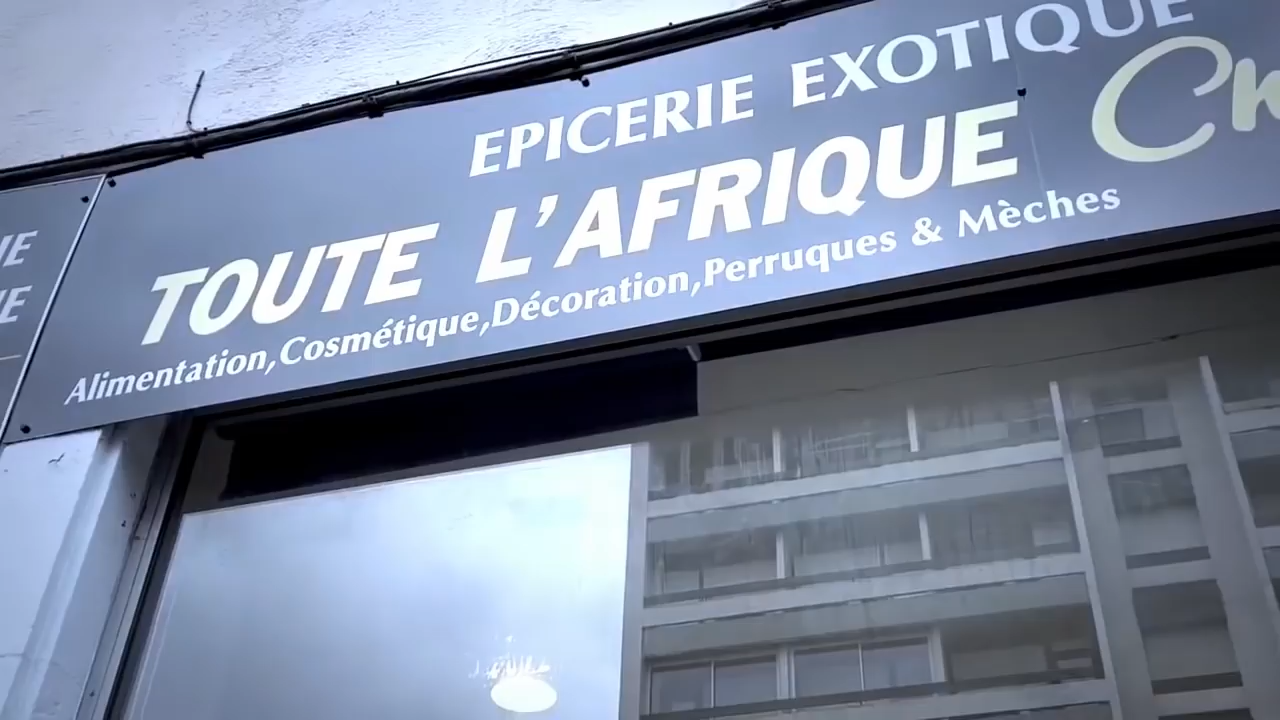 EPICERIE EXOTIQUE
TOUTE L'AFRIQUE
Alimentation,Cosmétique,Décoration,Perruques & Mèches